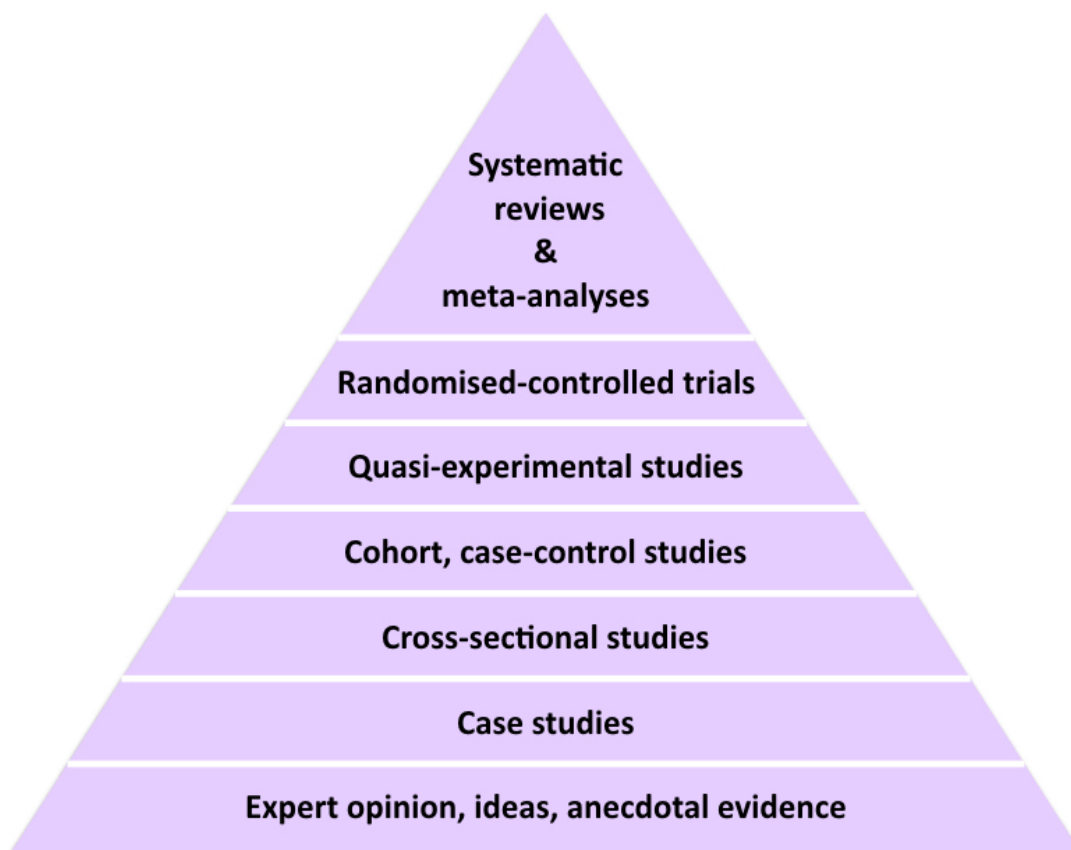 Systematic
reviews
&
meta-analyses
Randomised-controlled trials
Quasi-experimental studies
Cohort, case-control studies
Cross-sectional studies
Case studies
Expert opinion, ideas, anecdotal evidence